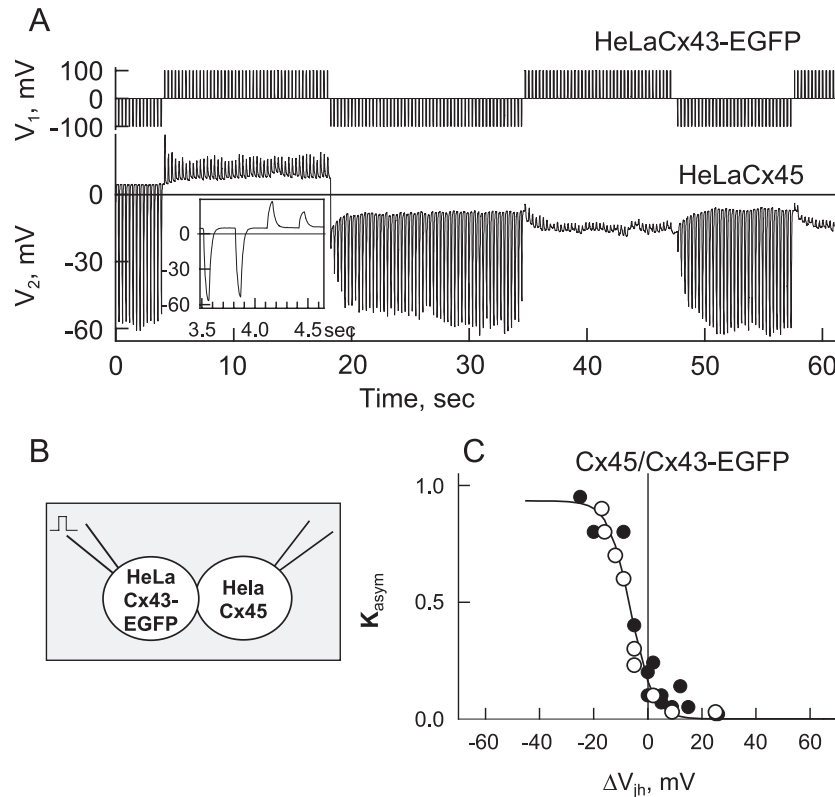 A
HeLaCx43-EGFP
100
0
-100
V1, mV
HeLaCx45
0
-30
-60
V2, mV
0
-30
-60
3.5 4.0 4.5 sec
0 10 20 30 40 50 60
Time, sec
B
HeLa
Cx43-
EGFP
Hela
Cx45
C
Cx45/Cx43-EGFP
1.0
0.5
0.0
Kasym
-60 -40 -20 0 20 40 60
ΔVjh, mV